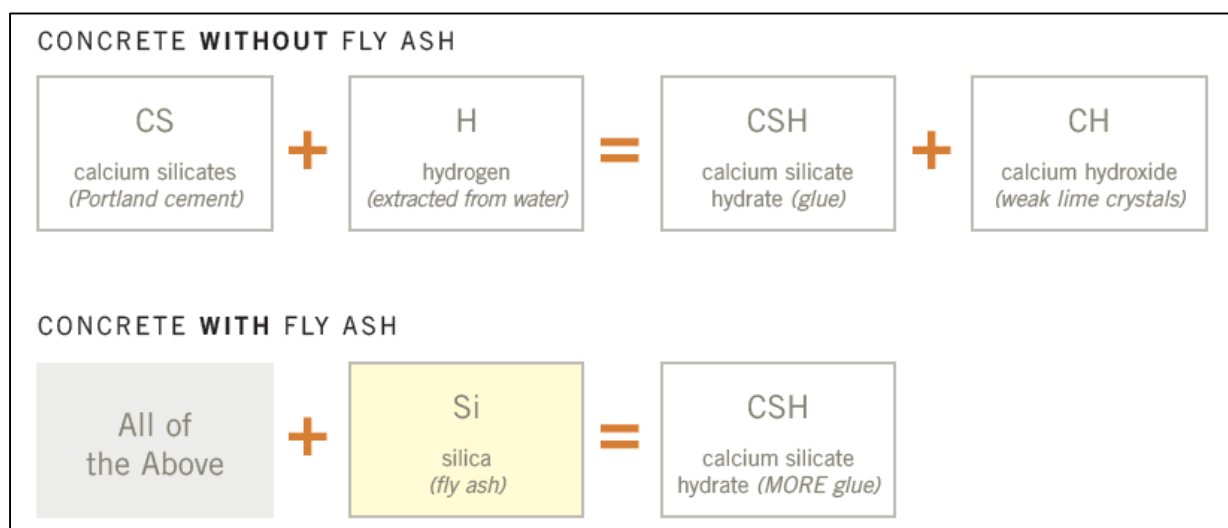 CONCRETE WITHOUT FLY ASH
CS
calcium silicates
(Portland cement)
+
H
hydrogen
(extracted from water)
=
CSH
calcium silicate
hydrate (glue)
+
CH
calcium hydroxide
(weak lime crystals)
CONCRETE WITH FLY ASH
All of
the Above
+
Si
silica
(fly ash)
=
CSH
calcium silicate
hydrate (MORE glue)